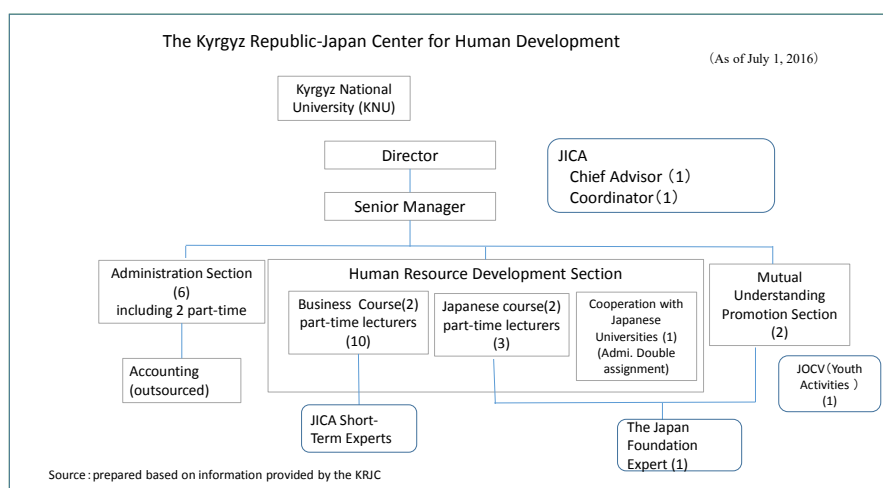 The Kyrgyz Republic-Japan Center for Human Development
(As of July 1, 2016)
Kyrgyz National
University (KNU)
Director
JICA
Chief Advisor (1)
Coordinator(1)
Senior Manager
Administration Section
(6)
including 2 part-time
Human Resource Development Section
Business Course(2)
part-time lecturers
(10)
Japanese course(2)
part-time lecturers
(3)
Cooperation with
Japanese
Universities (1)
(Admi. Double
assignment)
Mutual
Understanding
Promotion Section
(2)
Accounting
(outsourced)
JOCV(Youth
Activities )
(1)
JICA Short-
Term Experts
The Japan
Foundation
Expert (1)
Source : prepared based on information provided by the KRJC